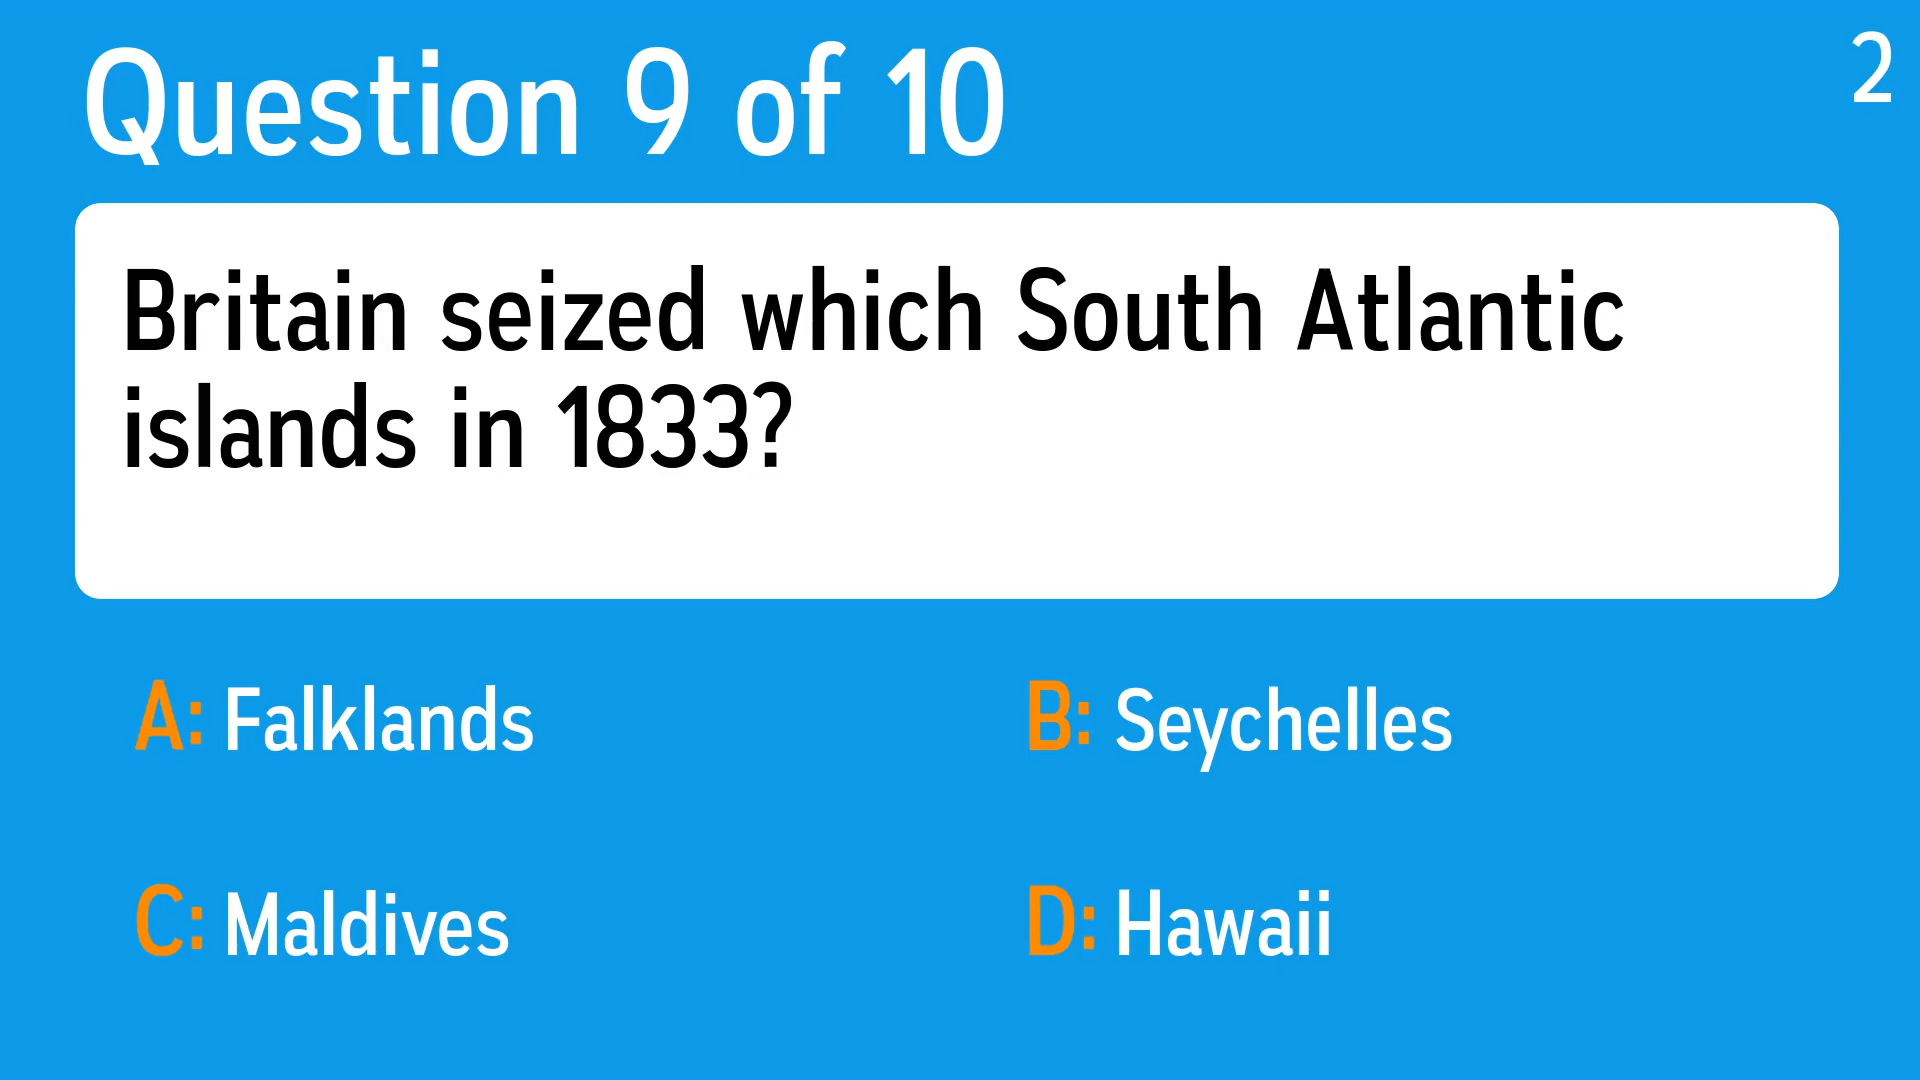 Question 9 of 10
2
Britain seized which South Atlantic
islands in 1833?
A: Falklands
B: Seychelles
C: Maldives
D: Hawaii